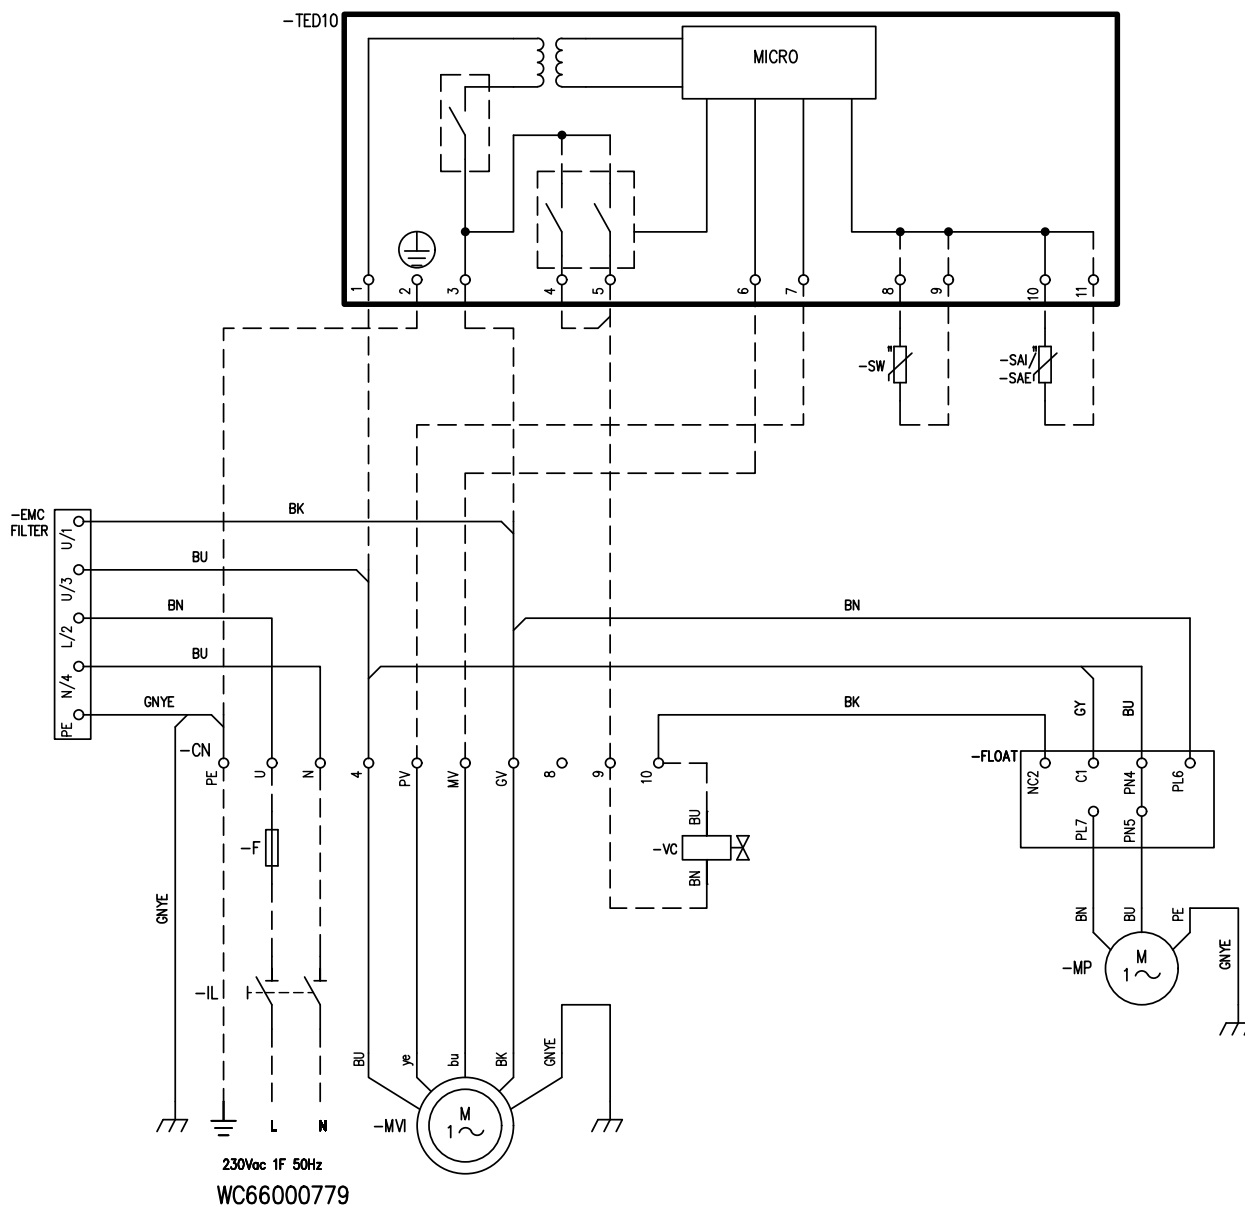 -TED10
MICRO
1
2
3
4
5
6
7
8
9
10
11
-SW
-SAI/
-SAE
-EMC
FILTER
U/1
U/3
L/2
N/4
PE
BK
BU
BN
BU
GNYE
BN
BK
GY
BU
-CN
PE
U
N
4
PV
MV
GV
8
9
10
-FLOAT
NC2
C1
PN4
PL6
PL7
PN5
-F
-VC
BU
BN
GNYE
BN
BU
PE
GNYE
-MP
M
1
-IL
BU
ye
bu
BK
GNYE
-MVI
M
1
L
N
230Vac 1F 50Hz
WC66000779